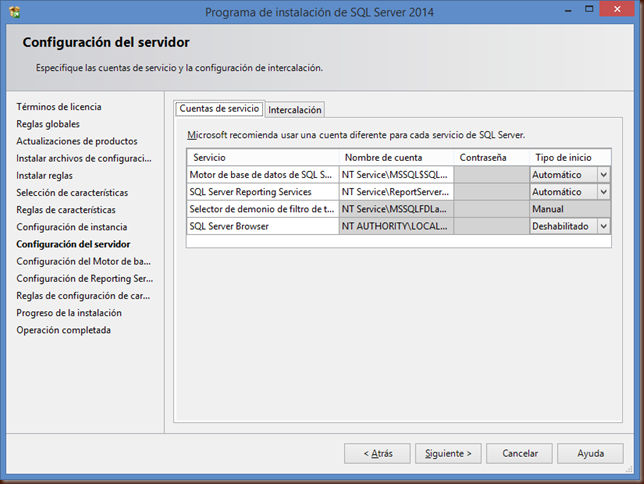 Programa de instalación de SQL Server 2014
Configuración del servidor
Especifique las cuentas de servicio y la configuración de intercalación.
Términos de licencia
Reglas globales
Actualizaciones de productos
Instalar archivos de configuraci...
Instalar reglas
Selección de características
Reglas de características
Configuración de instancia
Configuración del servidor
Configuración del Motor de ba...
Configuración de Reporting Ser...
Reglas de configuración de car...
Progreso de la instalación
Operación completada
Cuentas de servicio Intercalación
Microsoft recomienda usar una cuenta diferente para cada servicio de SQL Server.
Servicio Nombre de cuenta Contraseña Tipo de inicio
Motor de base de datos de SQL S... NT Service\MSSQL$SQL... Automático
SQL Server Reporting Services NT Service\ReportServer... Automático
Selector de demonio de filtro de t... NT Service\MSSQLFDLa... Manual
SQL Server Browser NT AUTHORITY\LOCAL... Deshabilitado
< Atrás Siguiente > Cancelar Ayuda